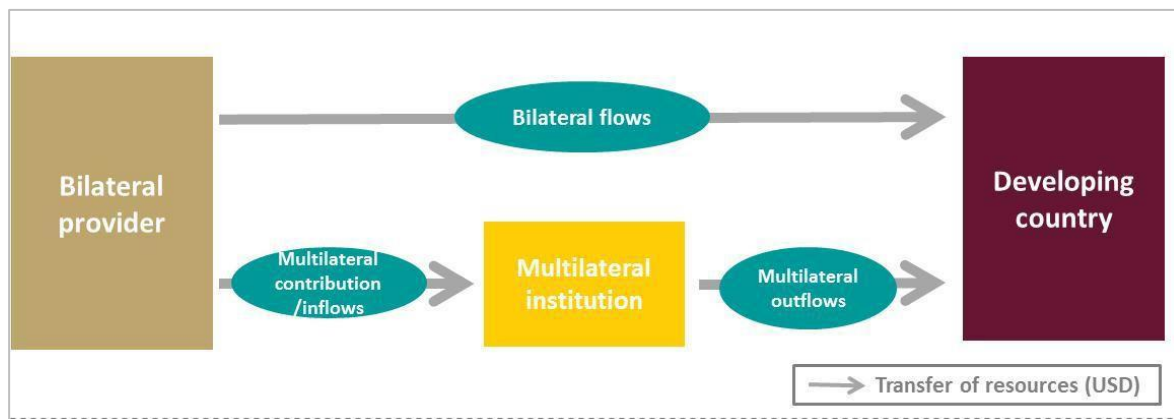 Bilateral flows
Bilateral
provider
Developing
country
Multilateral
contribution
/inflows
Multilateral
institution
Multilateral
outflows
Transfer of resources (USD)